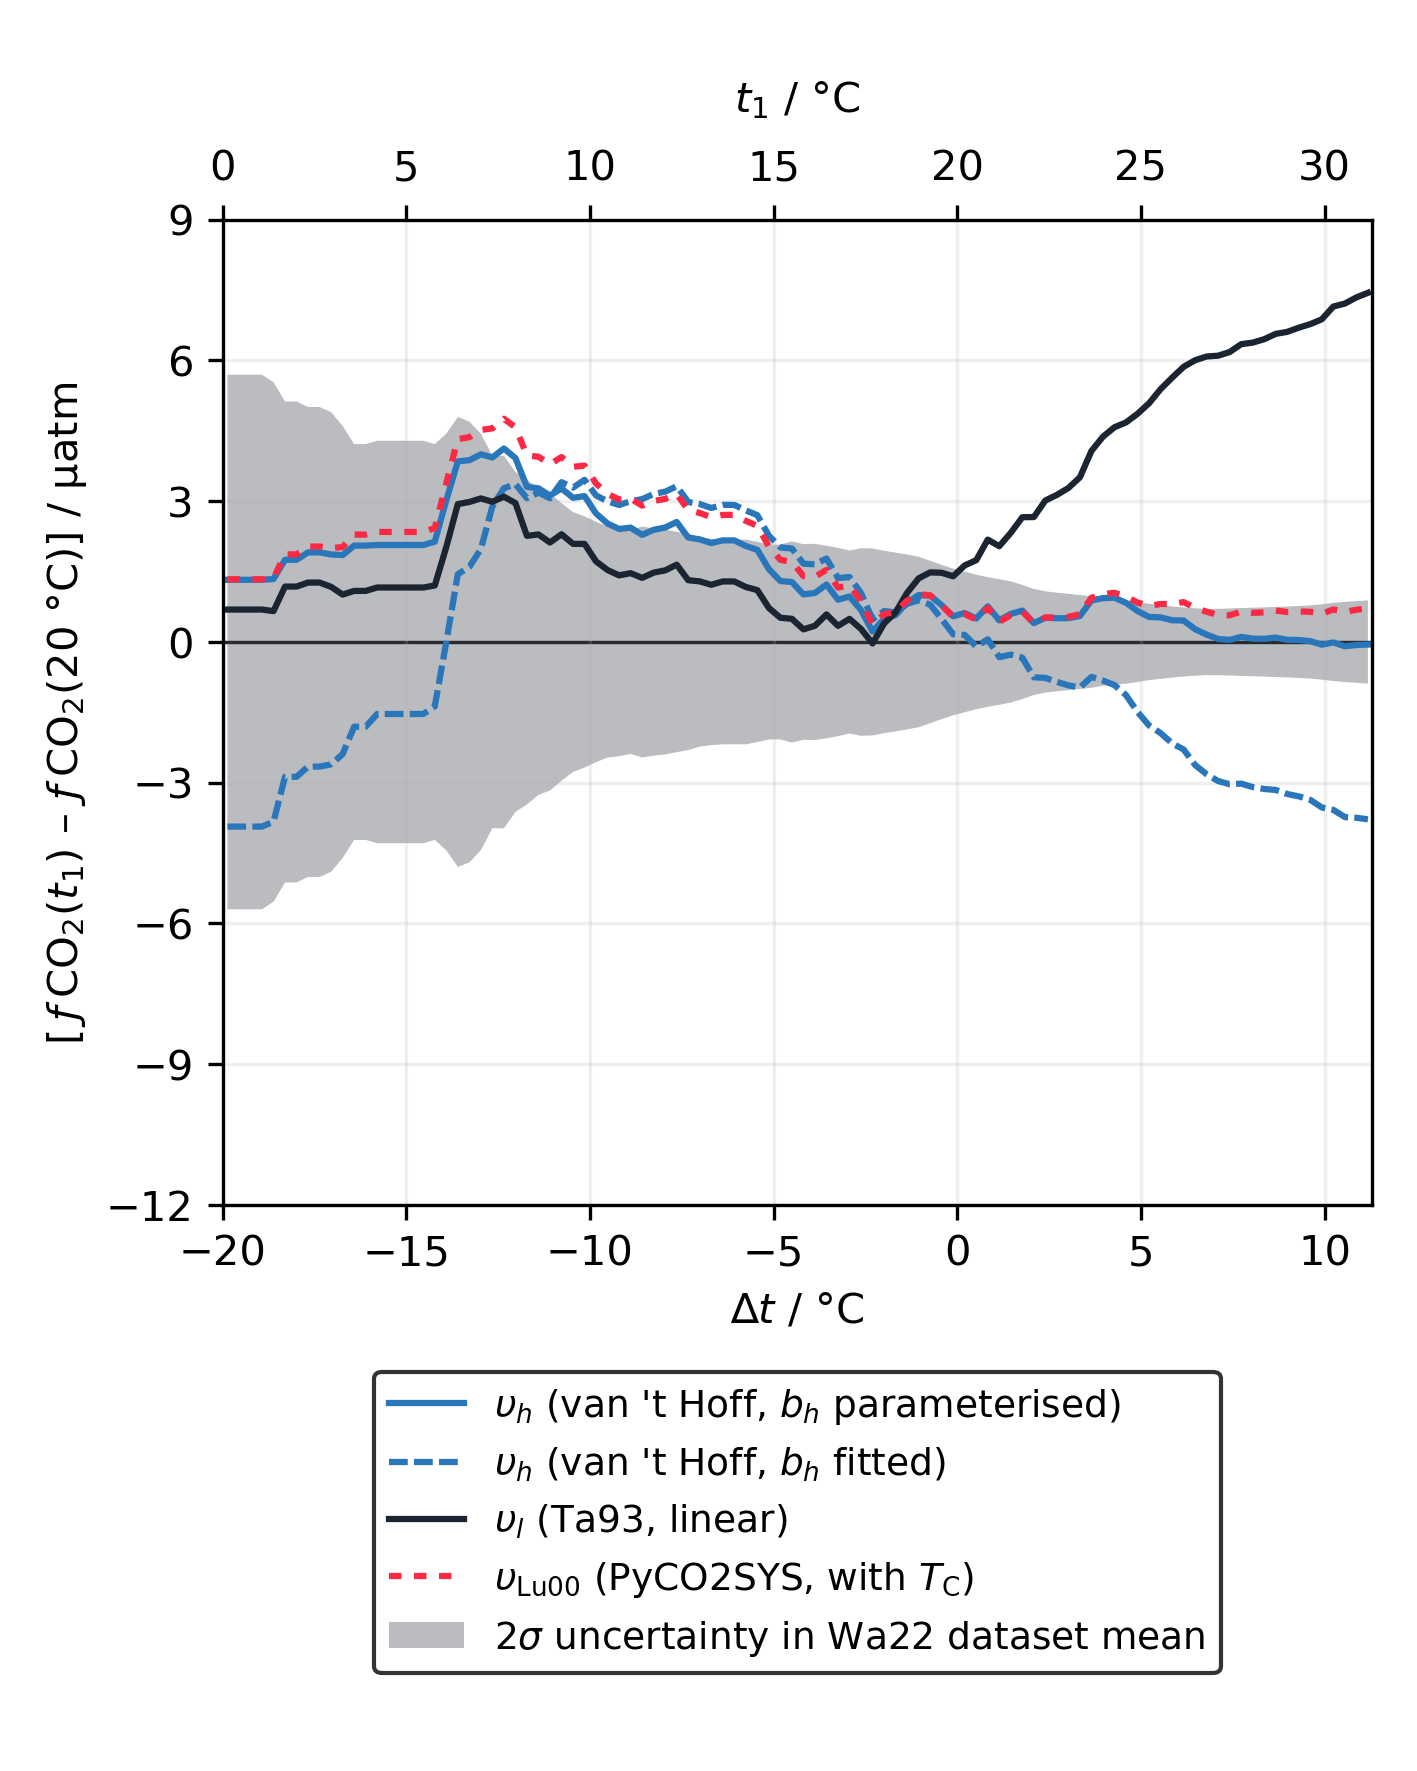 t₁ / °C
0 5 10 15 20 25 30
9
6
3
0
−3
−6
−9
−12
[fCO₂(t₁) – fCO₂(20 °C)] / µatm
−20 −15 −10 −5 0 5 10
Δt / °C
υₕ (van 't Hoff, bₕ parameterised)
υₕ (van 't Hoff, bₕ fitted)
υₗ (Ta93, linear)
υLu00 (PyCO2SYS, with TC)
2σ uncertainty in Wa22 dataset mean